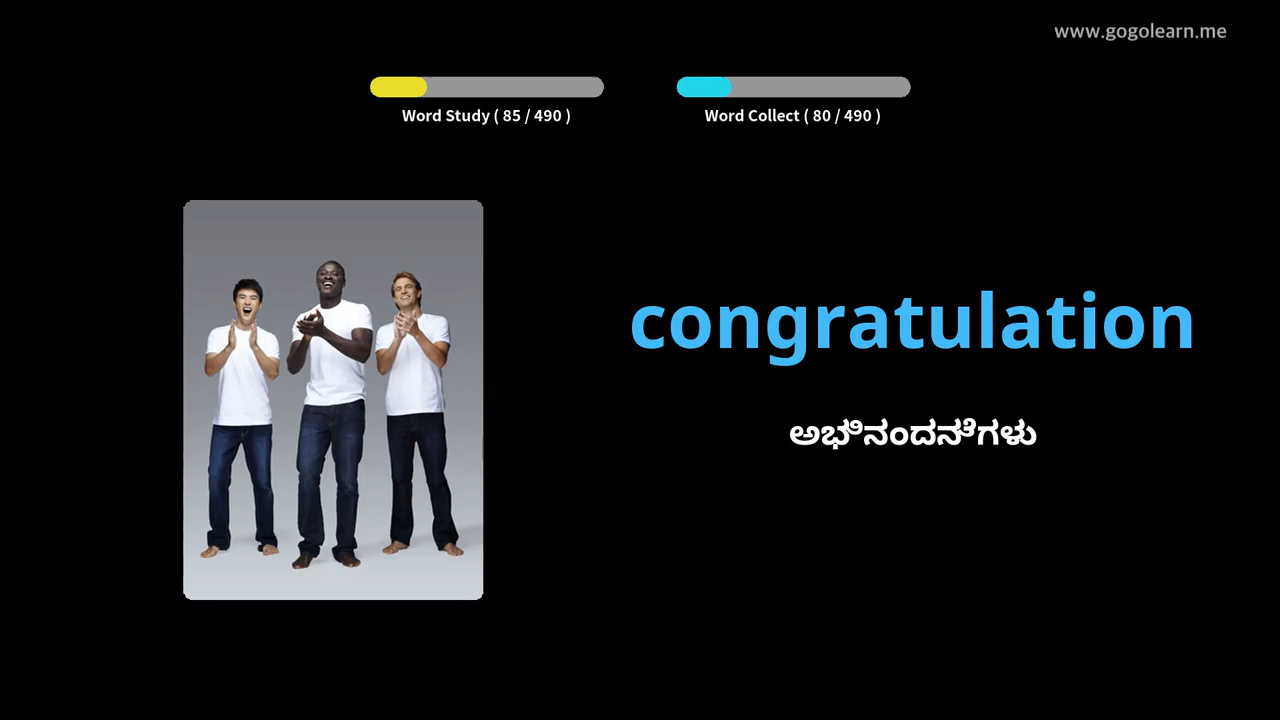 www.gogolearn.me
Word Study ( 85 / 490 )
Word Collect ( 80 / 490 )
congratulation
ಅಭಿನಂದನೆಗಳು